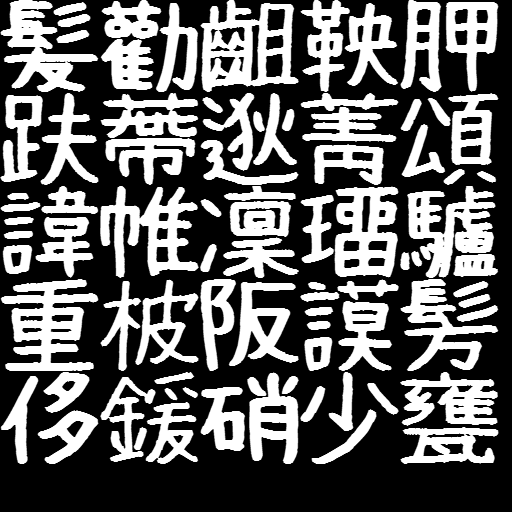 髪勸齟鞅胛
趺蔕逖菁頌
諱帷凜瑠驢
重柀阪謨髣
侈鍰硝少甕